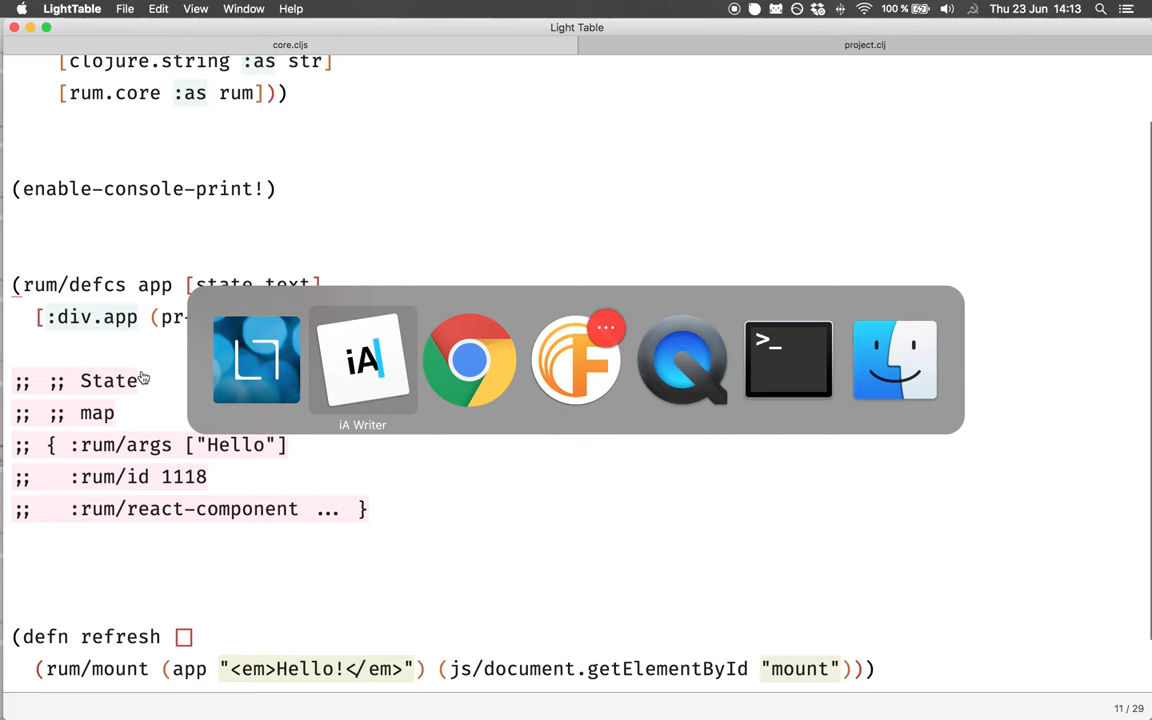 LightTable File Edit View Window Help 100 % Thu 23 Jun 14:13
Light Table
core.cljs project.clj
[clojure.string :as str]
[rum.core :as rum]))
(enable-console-print!)
(rum/defcs app [state text]
[:div.app (pr-
iA
F
>_
iA Writer
;; ;; State
;; ;; map
;; { :rum/args ["Hello"]
;; :rum/id 1118
;; :rum/react-component ... }
(defn refresh []
(rum/mount (app "<em>Hello!</em>") (js/document.getElementById "mount")))
11 / 29